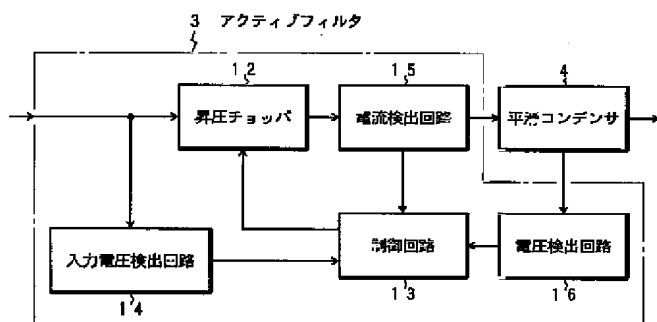 3 アクティブフィルタ
12
15
4
昇圧チョッパ
電流検出回路
平滑コンデンサ
入力電圧検出回路
制御回路
電圧検出回路
14
13
16